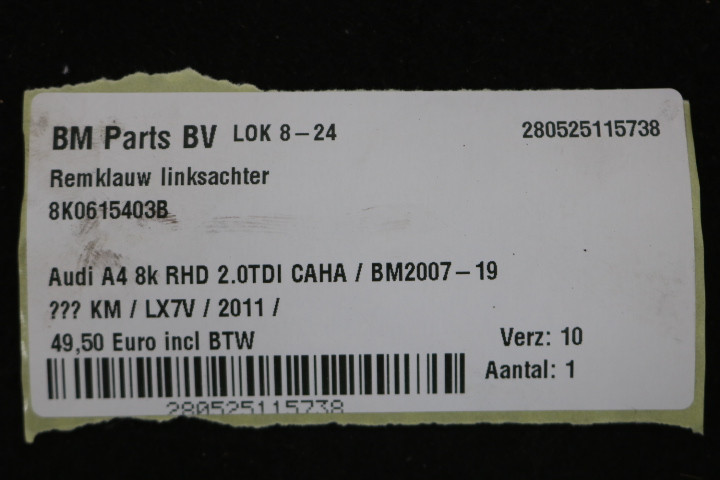 BM Parts BV LOK 8-24 280525115738
Remklauw linksachter
8K0615403B
Audi A4 8k RHD 2.0TDI CAHA / BM2007-19
??? KM / LX7V / 2011 /
49,50 Euro incl BTW Verz: 10
Aantal: 1
280525115738